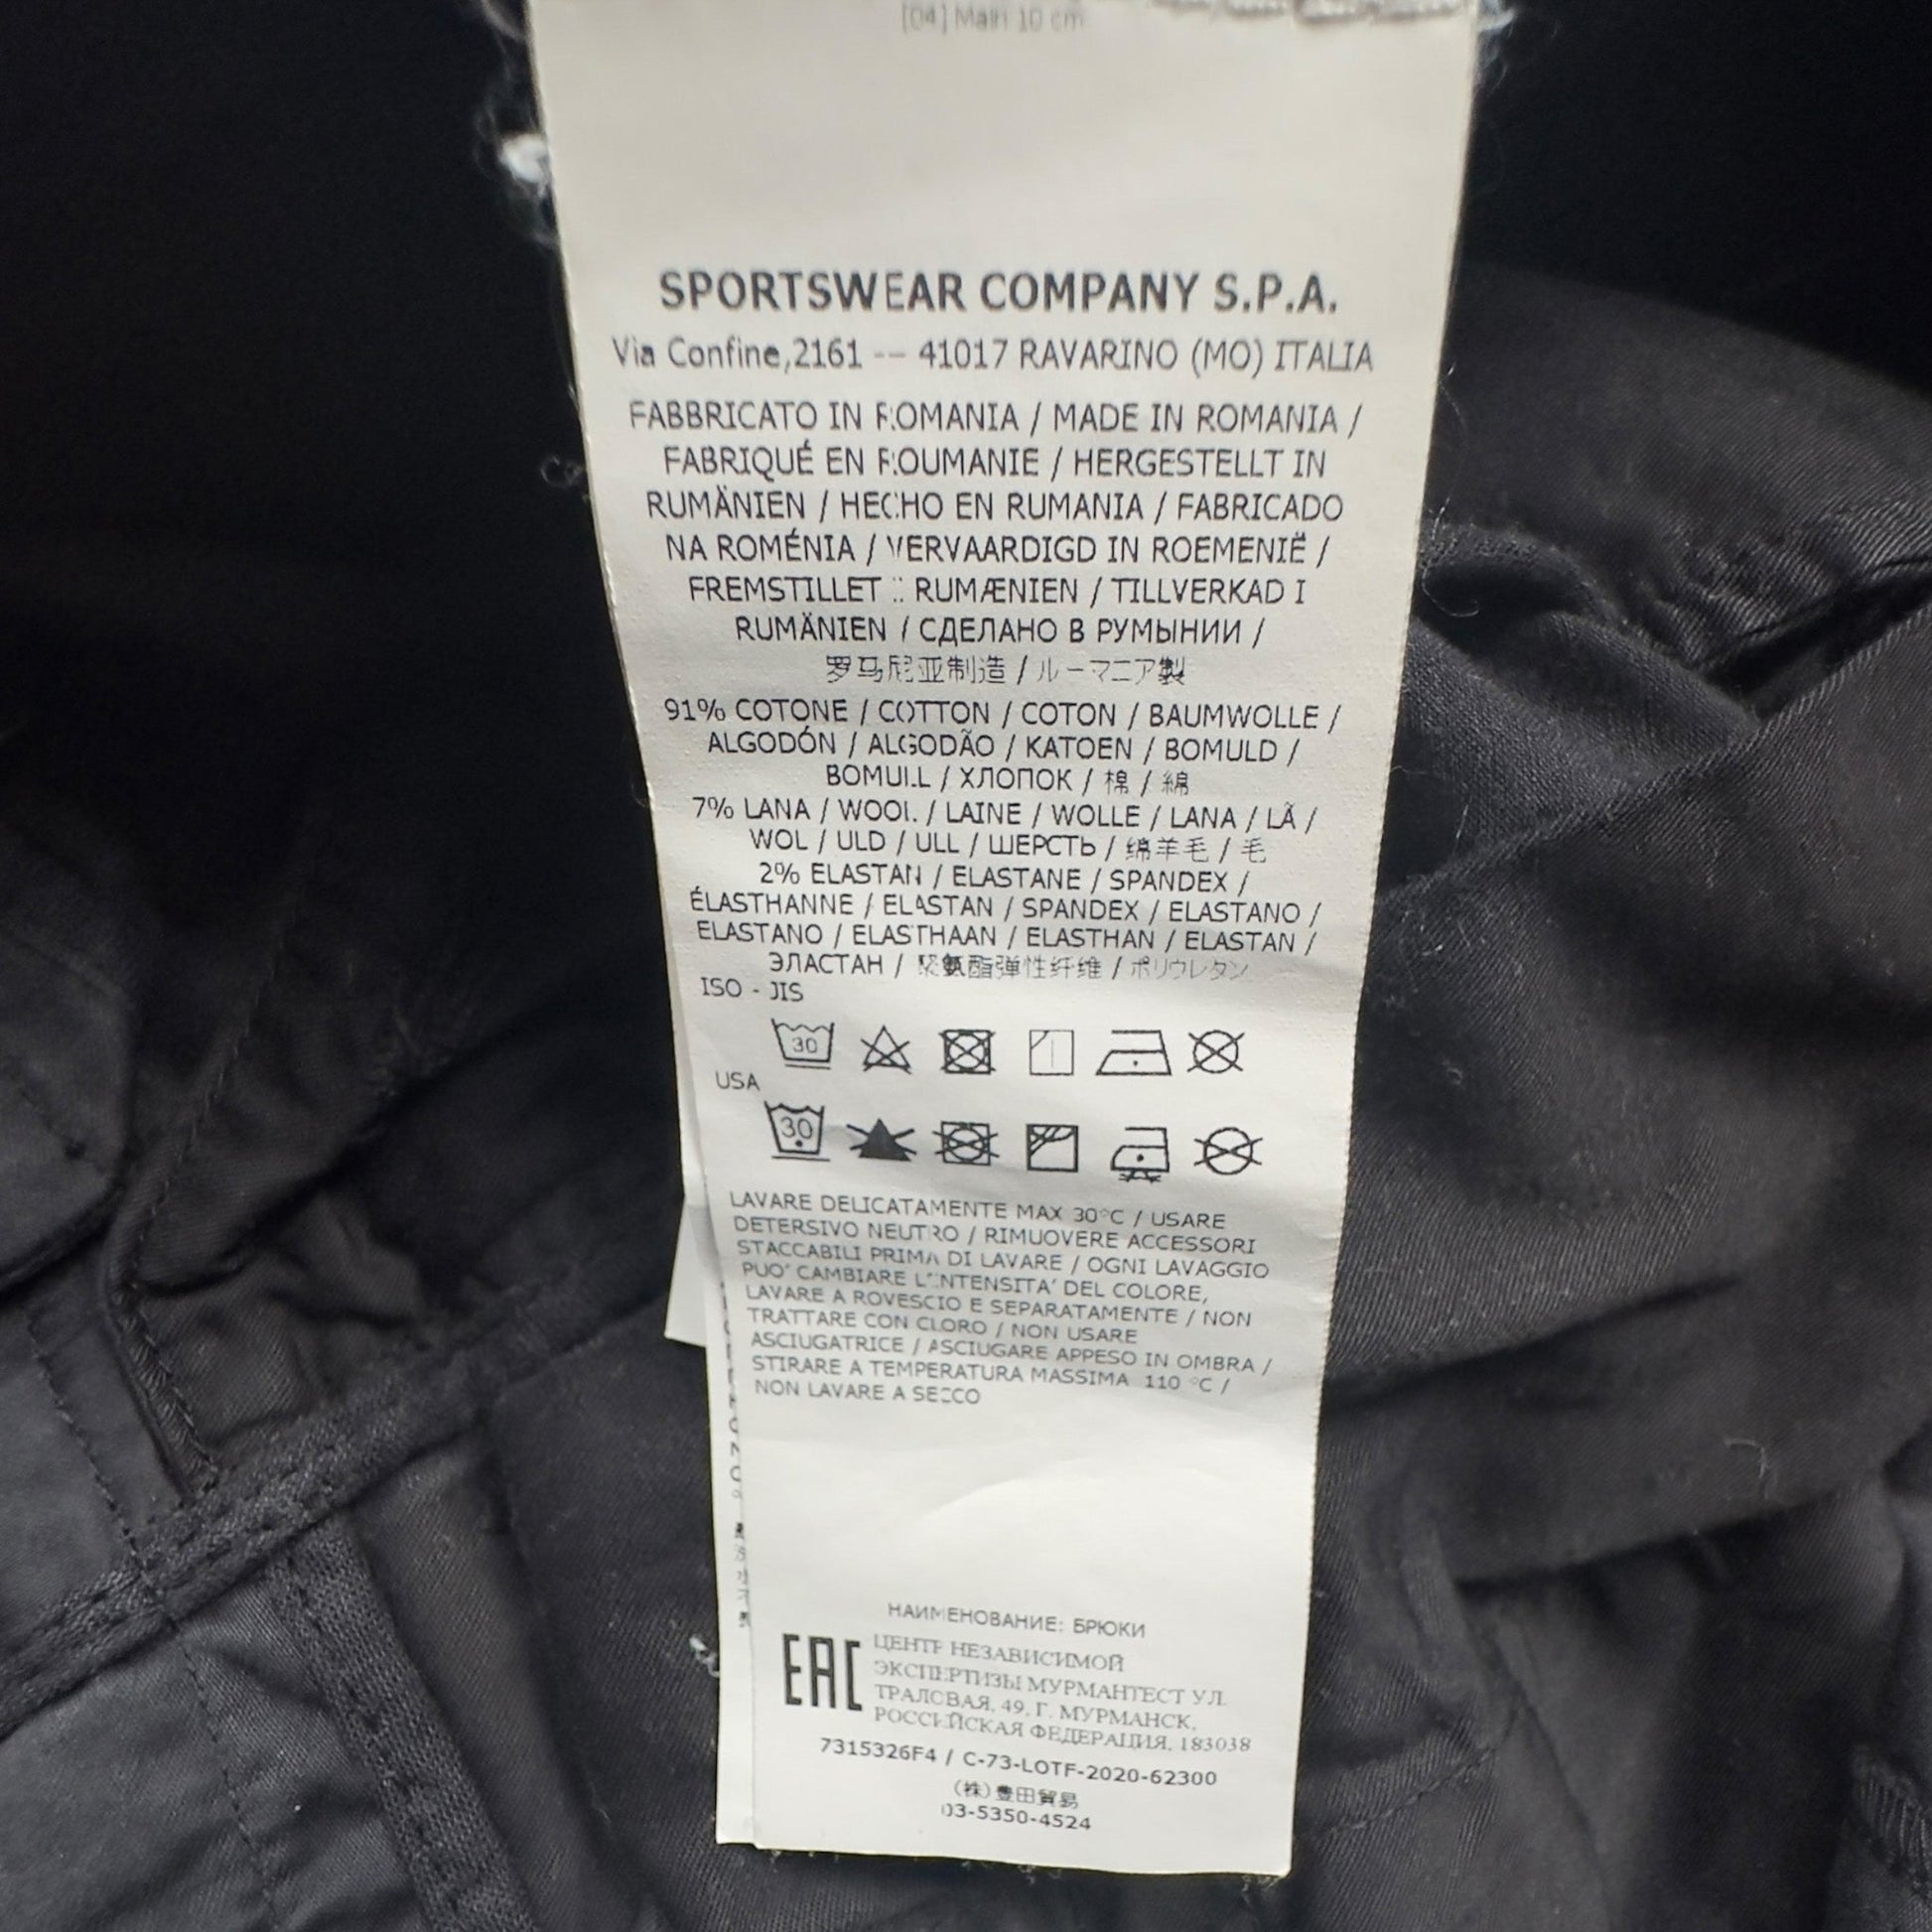 [04] Main 10 cm
SPORTSWEAR COMPANY S.P.A.
Via Confine,2161 -- 41017 RAVARINO (MO) ITALIA
FABBRICATO IN ROMANIA / MADE IN ROMANIA /
FABRIQUÉ EN ROUMANIE / HERGESTELLT IN
RUMÄNIEN / HECHO EN RUMANIA / FABRICADO
NA ROMÉNIA / VERVAARDIGD IN ROEMENIË /
FREMSTILLET I RUMÆNIEN / TILLVERKAD I
RUMÄNIEN / СДЕЛАНО В РУМЫНИИ /
罗马尼亚制造 / ルーマニア製
91% COTONE / COTTON / COTON / BAUMWOLLE /
ALGODÓN / ALGODÃO / KATOEN / BOMULD /
BOMULL / ХЛОПОК / 棉 / 綿
7% LANA / WOOL / LAINE / WOLLE / LANA / LÃ /
WOL / ULD / ULL / ШЕРСТЬ / 绵羊毛 / 毛
2% ELASTAN / ELASTANE / SPANDEX /
ÉLASTHANNE / ELASTAN / SPANDEX / ELASTANO /
ELASTANO / ELASTHAAN / ELASTHAN / ELASTAN /
ЭЛАСТАН / 聚氨酯弹性纤维 / ポリウレタン
ISO - JIS
30
USA
30
LAVARE DELICATAMENTE MAX 30°C / USARE
DETERSIVO NEUTRO / RIMUOVERE ACCESSORI
STACCABILI PRIMA DI LAVARE / OGNI LAVAGGIO
PUO' CAMBIARE L'INTENSITA' DEL COLORE,
LAVARE A ROVESCIO E SEPARATAMENTE / NON
TRATTARE CON CLORO / NON USARE
ASCIUGATRICE / ASCIUGARE APPESO IN OMBRA /
STIRARE A TEMPERATURA MASSIMA 110 °C /
NON LAVARE A SECCO
НАИМЕНОВАНИЕ: БРЮКИ
EAC
ЦЕНТР НЕЗАВИСИМОЙ
ЭКСПЕРТИЗЫ МУРМАНТЕСТ УЛ.
ТРАЛОВАЯ, 49, Г. МУРМАНСК,
РОССИЙСКАЯ ФЕДЕРАЦИЯ, 183038
7315326F4 / C-73-LOTF-2020-62300
(株)豊田貿易
03-5350-4524